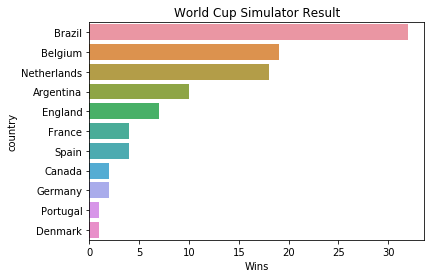 World Cup Simulator Result
country
Brazil
Belgium
Netherlands
Argentina
England
France
Spain
Canada
Germany
Portugal
Denmark
0 5 10 15 20 25 30
Wins